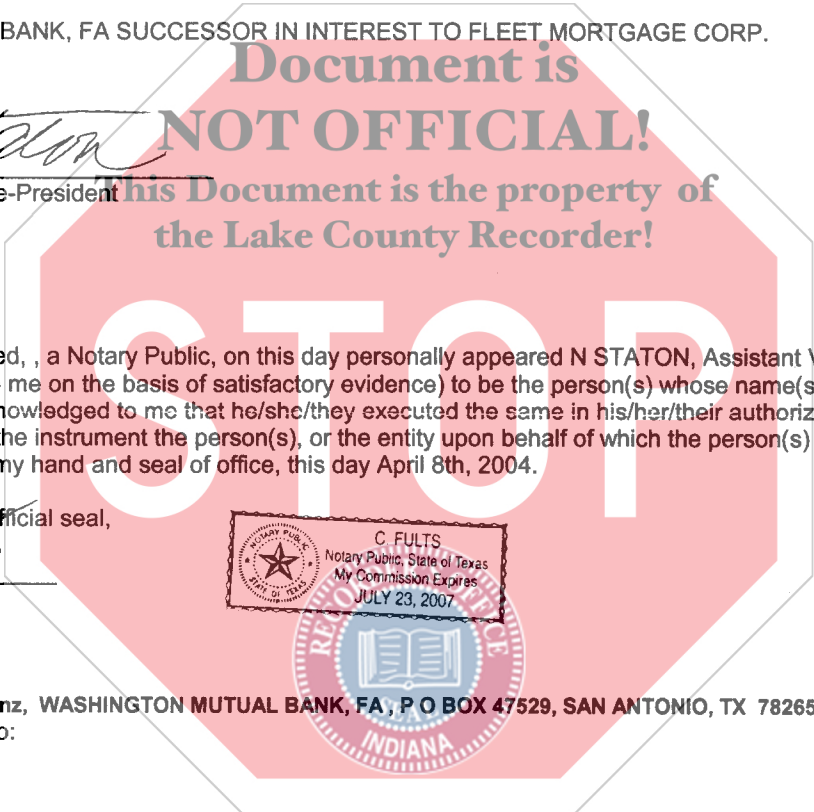 BANK, FA SUCCESSOR IN INTEREST TO FLEET MORTGAGE CORP.
Document is
NOT OFFICIAL!
e-President
This Document is the property of
the Lake County Recorder!
STOP
ed, , a Notary Public, on this day personally appeared N STATON, Assistant V
me on the basis of satisfactory evidence) to be the person(s) whose name(s
nowledged to me that he/she/they executed the same in his/her/their authoriz
he instrument the person(s), or the entity upon behalf of which the person(s)
my hand and seal of office, this day April 8th, 2004.
fficial seal,
NOTARY PUBLIC
STATE OF TEXAS
C FULTS
Notary Public, State of Texas
My Commission Expires
JULY 23, 2007
RECORDER'S OFFICE
nz, WASHINGTON MUTUAL BANK, FA , P O BOX 47529, SAN ANTONIO, TX 78265
o:
INDIANA